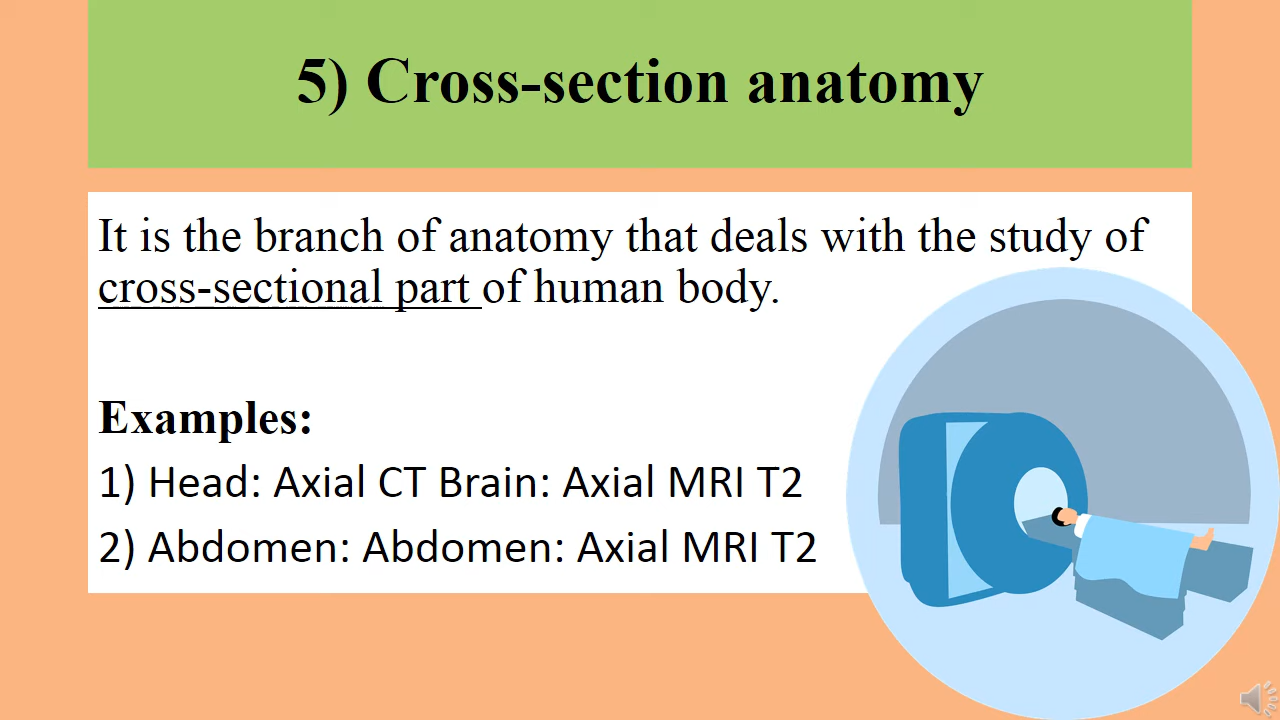 5) Cross-section anatomy
It is the branch of anatomy that deals with the study of
cross-sectional part of human body.
Examples:
1) Head: Axial CT Brain: Axial MRI T2
2) Abdomen: Abdomen: Axial MRI T2